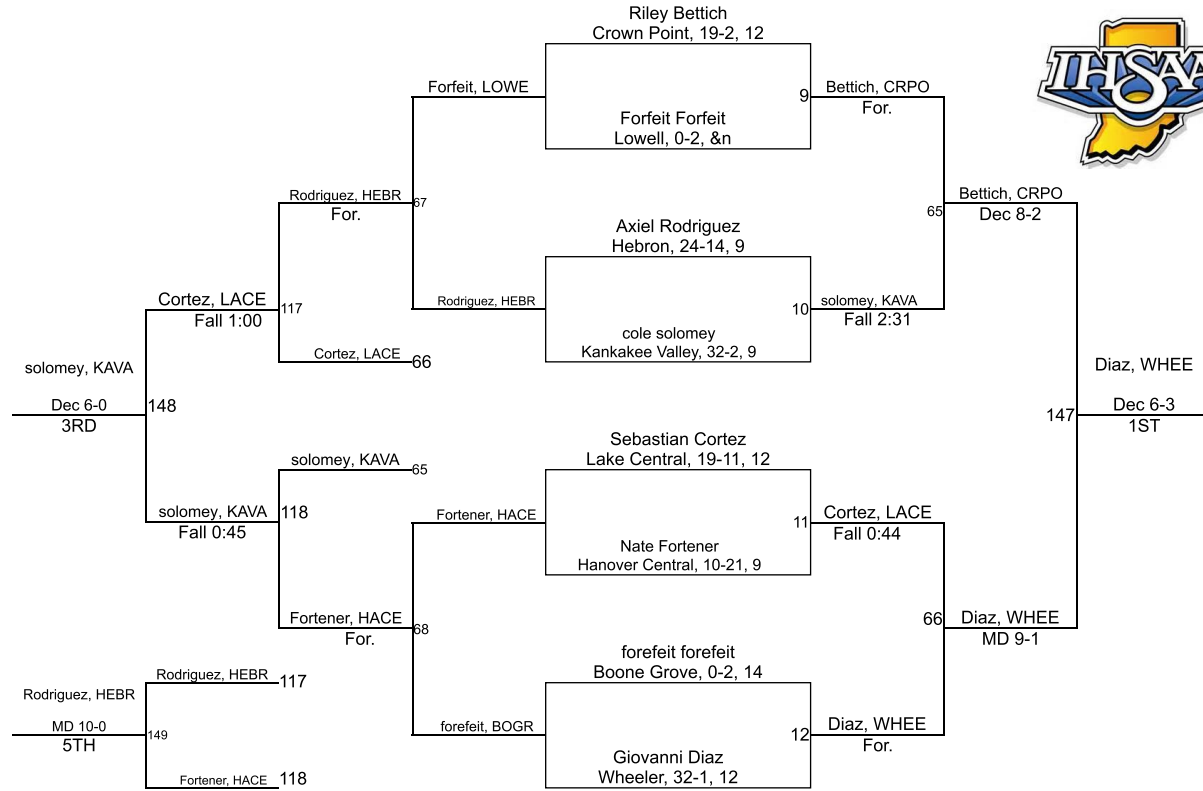 Riley Bettich
Crown Point, 19-2, 12
IHSAA
Forfeit, LOWE
9
Bettich, CRPO
For.
Forfeit Forfeit
Lowell, 0-2, &n
Rodriguez, HEBR
For.
67
65
Bettich, CRPO
Dec 8-2
Axiel Rodriguez
Hebron, 24-14, 9
Cortez, LACE
Fall 1:00
117
Rodriguez, HEBR
10
solomey, KAVA
Fall 2:31
cole solomey
Kankakee Valley, 32-2, 9
Cortez, LACE
66
solomey, KAVA
Dec 6-0
3RD
148
Diaz, WHEE
147
Dec 6-3
1ST
Sebastian Cortez
Lake Central, 19-11, 12
solomey, KAVA
65
solomey, KAVA
Fall 0:45
118
Fortener, HACE
11
Cortez, LACE
Fall 0:44
Nate Fortener
Hanover Central, 10-21, 9
Fortener, HACE
For.
68
66
Diaz, WHEE
MD 9-1
forefeit forefeit
Boone Grove, 0-2, 14
Rodriguez, HEBR
117
Rodriguez, HEBR
MD 10-0
5TH
149
forefeit, BOGR
12
Diaz, WHEE
For.
Giovanni Diaz
Wheeler, 32-1, 12
Fortener, HACE
118